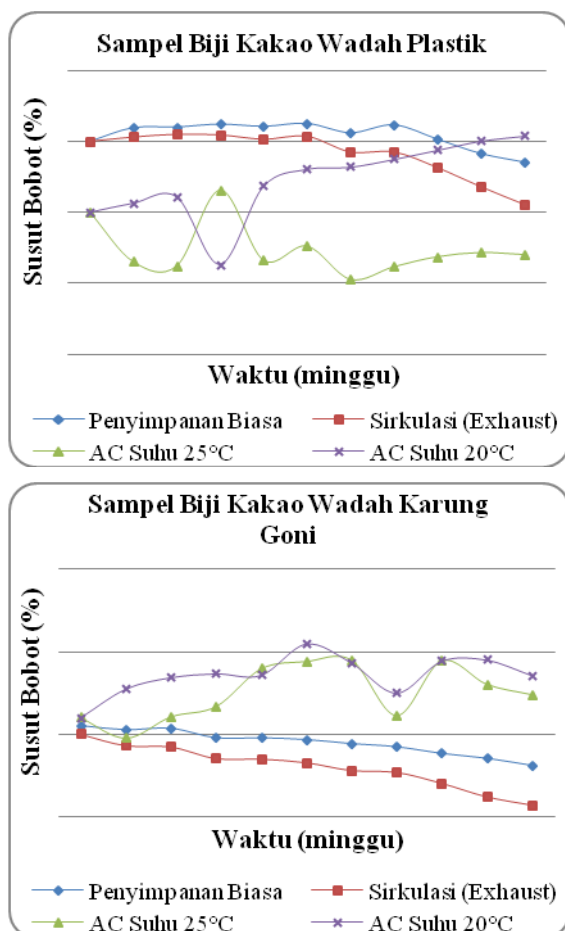 Sampel Biji Kakao Wadah Plastik
Susut Bobot (%)
Waktu (minggu)
Penyimpanan Biasa
Sirkulasi (Exhaust)
AC Suhu 25°C
AC Suhu 20°C
Sampel Biji Kakao Wadah Karung
Goni
Susut Bobot (%)
Waktu (minggu)
Penyimpanan Biasa
Sirkulasi (Exhaust)
AC Suhu 25°C
AC Suhu 20°C